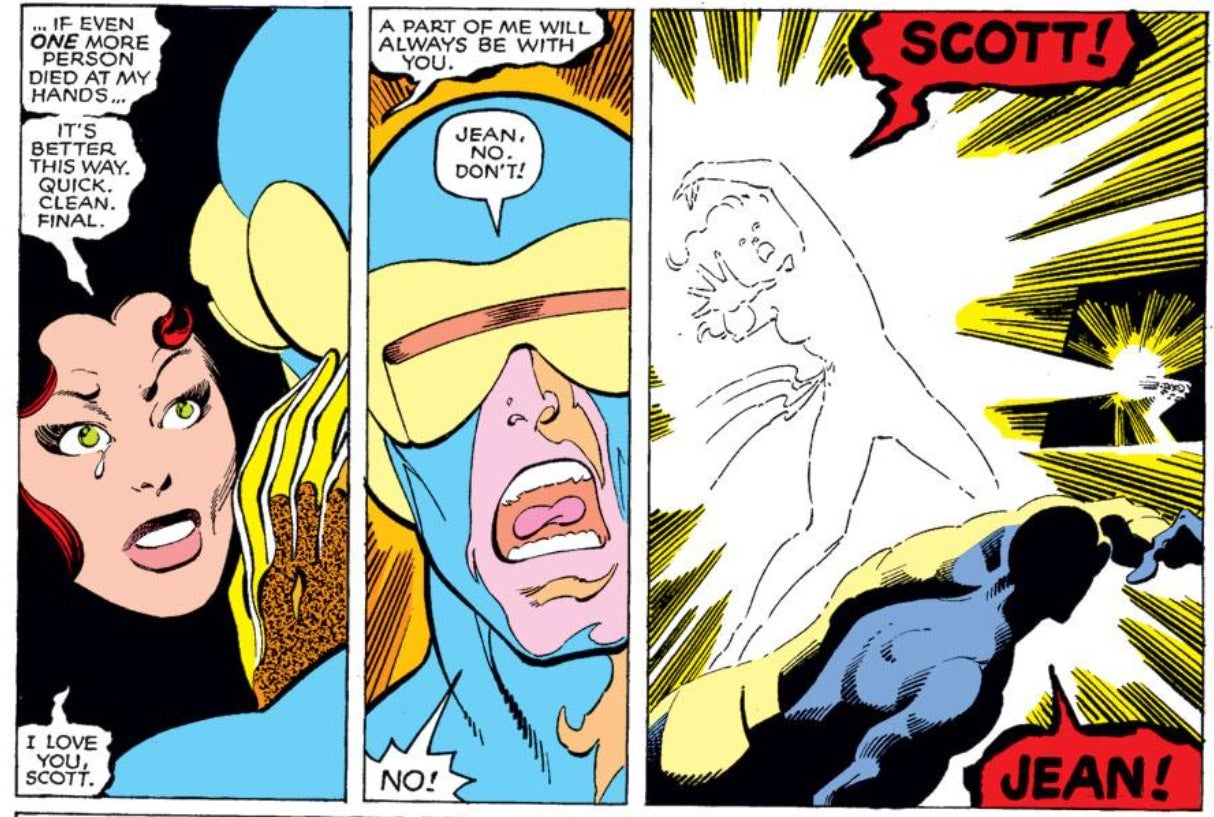 ... IF EVEN
ONE MORE
PERSON
DIED AT MY
HANDS...
IT'S
BETTER
THIS WAY.
QUICK.
CLEAN.
FINAL.
I LOVE
YOU,
SCOTT.
A PART OF ME WILL
ALWAYS BE WITH
YOU.
JEAN,
NO.
DON'T!
NO!
SCOTT!
JEAN!